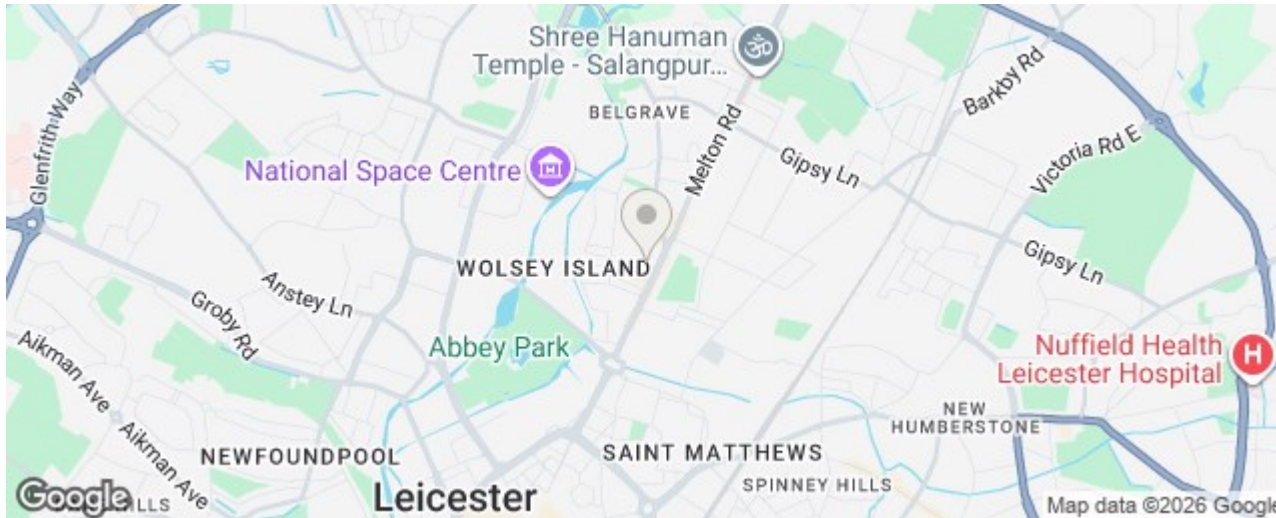 Shree Hanuman
Temple - Salangpur...
BELGRAVE
Barkby Rd
Glenfrith Way
National Space Centre
Melton Rd
Gipsy Ln
Victoria Rd E
WOLSEY ISLAND
Gipsy Ln
Anstey Ln
Groby Rd
Abbey Park
Nuffield Health
Leicester Hospital
H
Aikman Ave
Aikman Ave
NEW
HUMBERSTONE
NEWFOUNDPOOL
SAINT MATTHEWS
SPINNEY HILLS
Leicester
Google
HILLS
Map data ©2026 Google